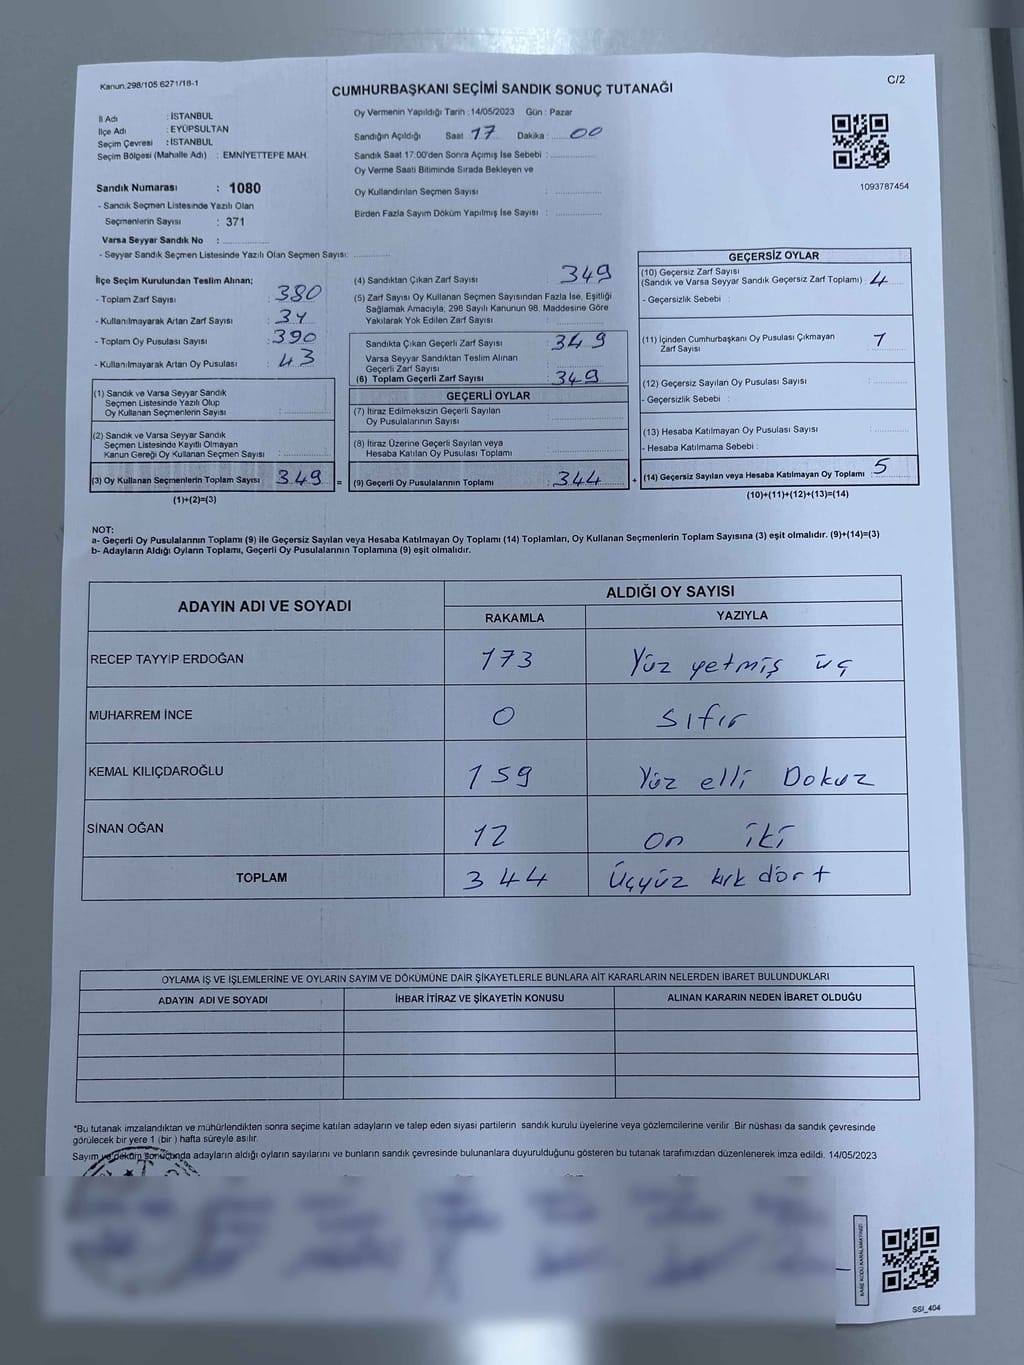 Kanun:298/105 6271/18-1
C/2
CUMHURBAŞKANI SEÇİMİ SANDIK SONUÇ TUTANAĞI
İl Adı : İSTANBUL
İlçe Adı : EYÜPSULTAN
Seçim Çevresi : İSTANBUL
Seçim Bölgesi (Mahalle Adı) : EMNİYETTEPE MAH.
Oy Vermenin Yapıldığı Tarih : 14/05/2023 Gün : Pazar
Sandığın Açıldığı Saat 17 Dakika : 00
Sandık Saat 17:00'den Sonra Açımış İse Sebebi :
Oy Verme Saati Bitiminde Sırada Bekleyen ve
Oy Kullandırılan Seçmen Sayısı :
Birden Fazla Sayım Döküm Yapılmış İse Sayısı :
1093787454
Sandık Numarası : 1080
- Sandık Seçmen Listesinde Yazılı Olan
Seçmenlerin Sayısı : 371
Varsa Seyyar Sandık No :
- Seyyar Sandık Seçmen Listesinde Yazılı Olan Seçmen Sayısı:
İlçe Seçim Kurulundan Teslim Alınan;
- Toplam Zarf Sayısı : 380
- Kullanılmayarak Artan Zarf Sayısı : 34
- Toplam Oy Pusulası Sayısı : 390
- Kullanılmayarak Artan Oy Pusulası : 43
(1) Sandık ve Varsa Seyyar Sandık
Seçmen Listesinde Yazılı Olup
Oy Kullanan Seçmenlerin Sayısı :
(2) Sandık ve Varsa Seyyar Sandık
Seçmen Listesinde Kayıtlı Olmayan
Kanun Gereği Oy Kullanan Seçmen Sayısı :
(3) Oy Kullanan Seçmenlerin Toplam Sayısı : 349 =
(1)+(2)=(3)
(4) Sandıktan Çıkan Zarf Sayısı : 349
(5) Zarf Sayısı Oy Kullanan Seçmen Sayısından Fazla İse, Eşitliği
Sağlamak Amacıyla; 298 Sayılı Kanunun 98. Maddesine Göre
Yakılarak Yok Edilen Zarf Sayısı :
Sandıkta Çıkan Geçerli Zarf Sayısı : 349
Varsa Seyyar Sandıktan Teslim Alınan
Geçerli Zarf Sayısı :
(6) Toplam Geçerli Zarf Sayısı : 349
GEÇERLİ OYLAR
(7) İtiraz Edilmeksizin Geçerli Sayılan
Oy Pusulalarının Sayısı :
(8) İtiraz Üzerine Geçerli Sayılan veya
Hesaba Katılan Oy Pusulası Toplamı :
(9) Geçerli Oy Pusulalarının Toplamı : 344 +
GEÇERSİZ OYLAR
(10) Geçersiz Zarf Sayısı
(Sandık ve Varsa Seyyar Sandık Geçersiz Zarf Toplamı) : 4
- Geçersizlik Sebebi :
(11) İçinden Cumhurbaşkanı Oy Pusulası Çıkmayan
Zarf Sayısı : 1
(12) Geçersiz Sayılan Oy Pusulası Sayısı :
- Geçersizlik Sebebi :
(13) Hesaba Katılmayan Oy Pusulası Sayısı :
- Hesaba Katılmama Sebebi :
(14) Geçersiz Sayılan veya Hesaba Katılmayan Oy Toplamı : 5
(10)+(11)+(12)+(13)=(14)
NOT:
a- Geçerli Oy Pusulalarının Toplamı (9) ile Geçersiz Sayılan veya Hesaba Katılmayan Oy Toplamı (14) Toplamları, Oy Kullanan Seçmenlerin Toplam Sayısına (3) eşit olmalıdır. (9)+(14)=(3)
b- Adayların Aldığı Oyların Toplamı, Geçerli Oy Pusulalarının Toplamına (9) eşit olmalıdır.
ADAYIN ADI VE SOYADI ALDIĞI OY SAYISI
RAKAMLA YAZIYLA
RECEP TAYYİP ERDOĞAN 173 Yüz yetmiş üç
MUHARREM İNCE 0 sıfır
KEMAL KILIÇDAROĞLU 159 Yüz elli Dokuz
SİNAN OĞAN 12 On iki
TOPLAM 344 Üçyüz kırk dört
OYLAMA İŞ VE İŞLEMLERİNE VE OYLARIN SAYIM VE DÖKÜMÜNE DAİR ŞİKAYETLERLE BUNLARA AİT KARARLARIN NELERDEN İBARET BULUNDUKLARI
ADAYIN ADI VE SOYADI İHBAR İTİRAZ VE ŞİKAYETİN KONUSU ALINAN KARARIN NEDEN İBARET OLDUĞU
*Bu tutanak imzalandıktan ve mühürlendikten sonra seçime katılan adayların ve talep eden siyasi partilerin sandık kurulu üyelerine veya gözlemcilerine verilir. Bir nüshası da sandık çevresinde
görülecek bir yere 1 (bir ) hafta süreyle asılır.
Sayım ve döküm sonucunda adayların aldığı oyların sayılarını ve bunların sandık çevresinde bulunanlara duyurulduğunu gösteren bu tutanak tarafımızdan düzenlenerek imza edildi. 14/05/2023
KARE KODU KARALAMAYINIZ!
SSI_404